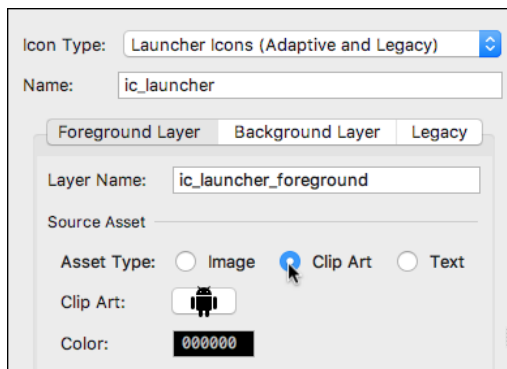 Icon Type: Launcher Icons (Adaptive and Legacy)
Name: ic_launcher
Foreground Layer Background Layer Legacy
Layer Name: ic_launcher_foreground
Source Asset
Asset Type: Image Clip Art Text
Clip Art:
Color: 000000